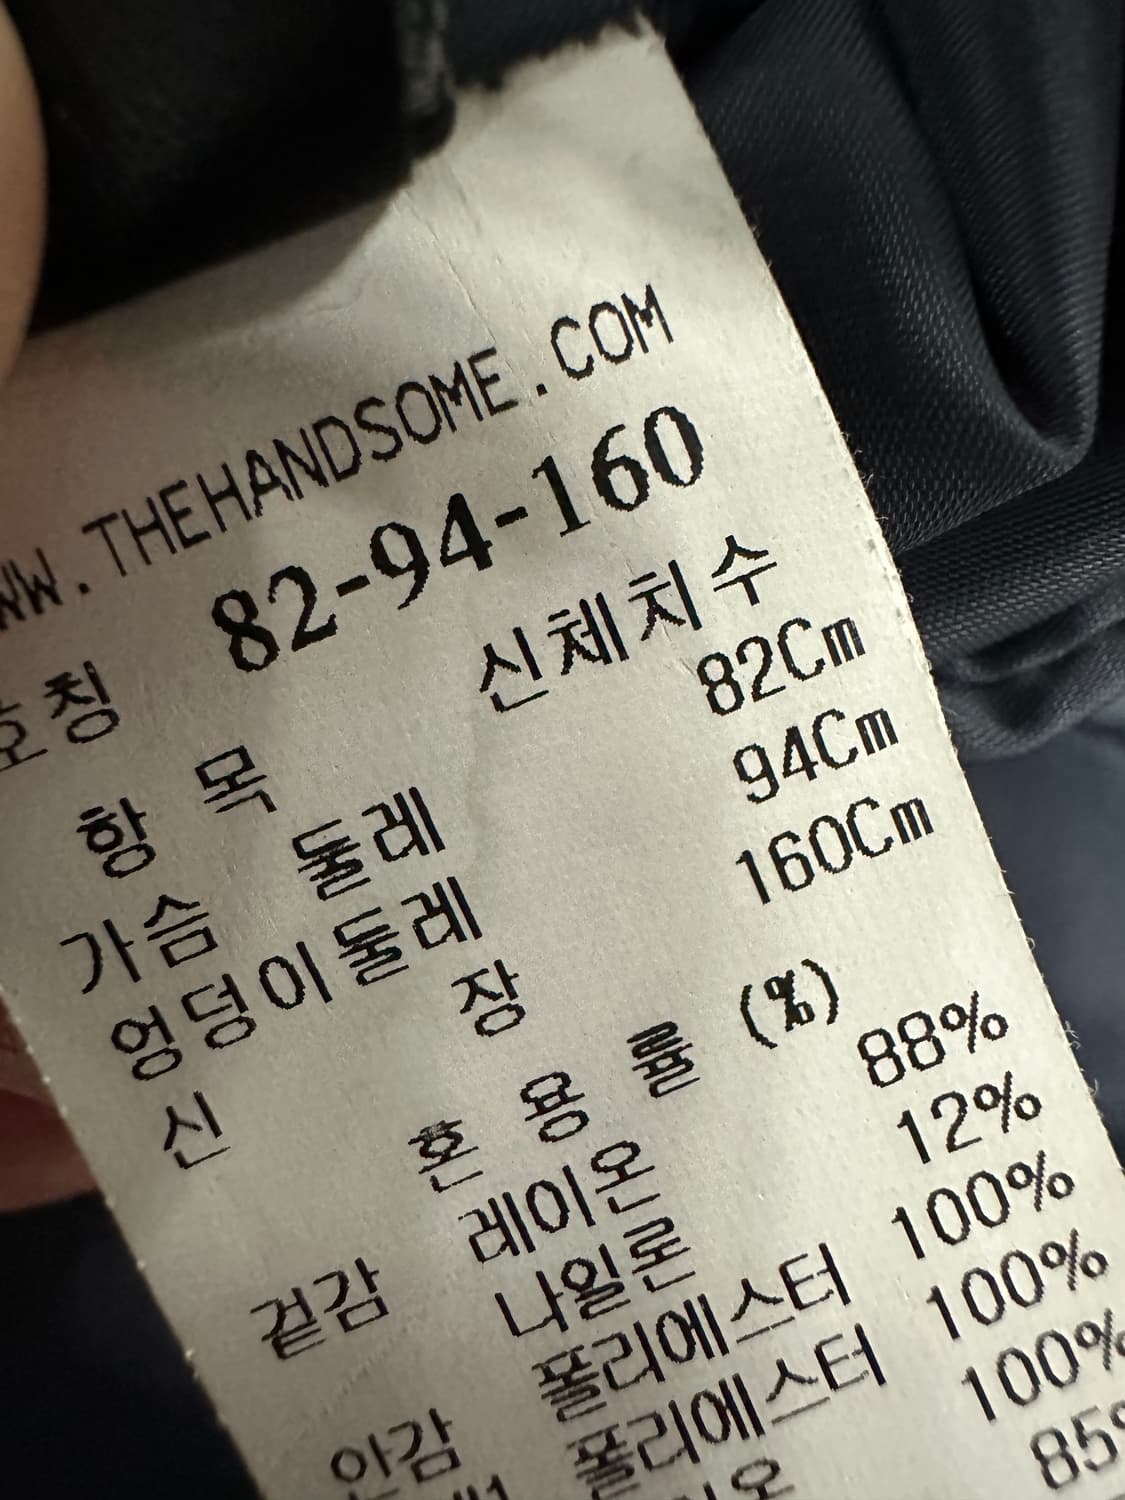 WW.THEHANDSOME.COM
호칭 82-94-160
항 목 신체치수
가슴 둘레 82Cm
엉덩이둘레 94Cm
신 장 160Cm
혼 용 률 (%)
겉감 레이온 88%
나일론 12%
안감 폴리에스터 100%
폴리에스터 100%
100%
85%